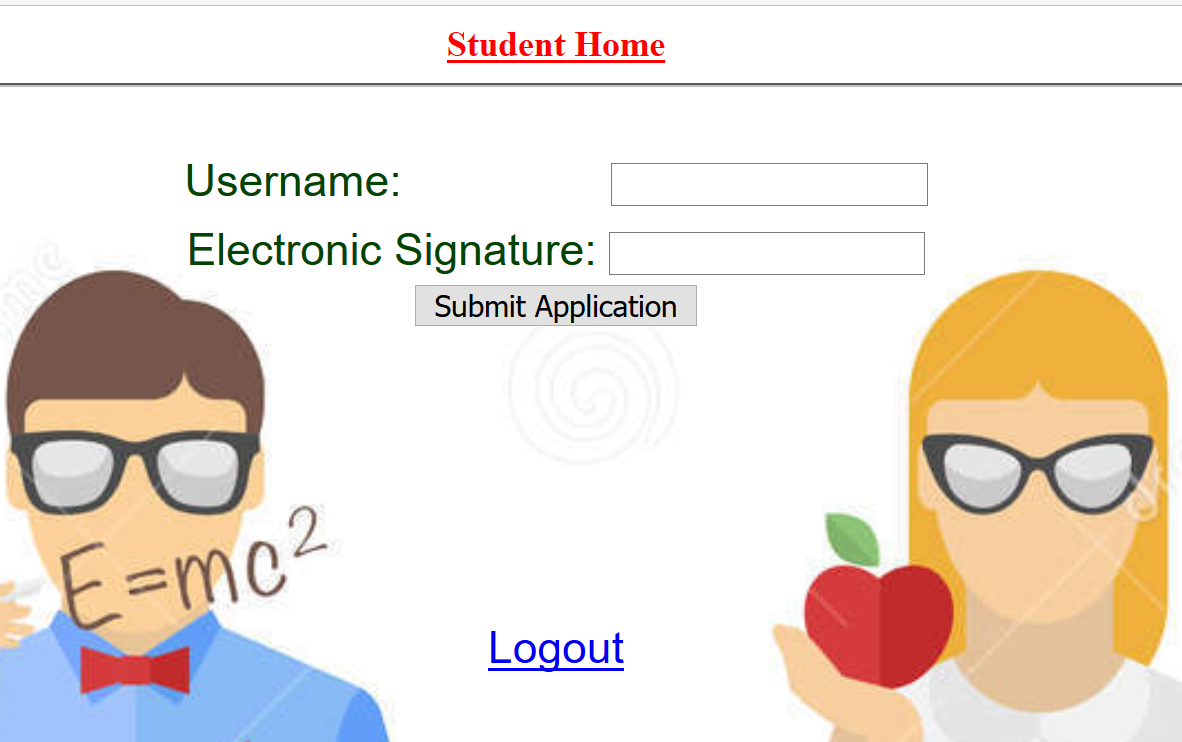 Student Home
Username:
Electronic Signature:
Submit Application
E=mc²
Logout